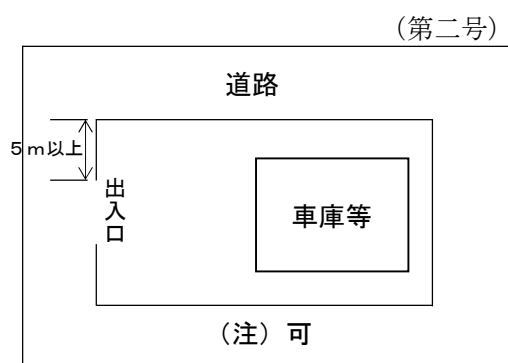 （第二号）
道路
５ｍ以上
出入口
車庫等
（注）可